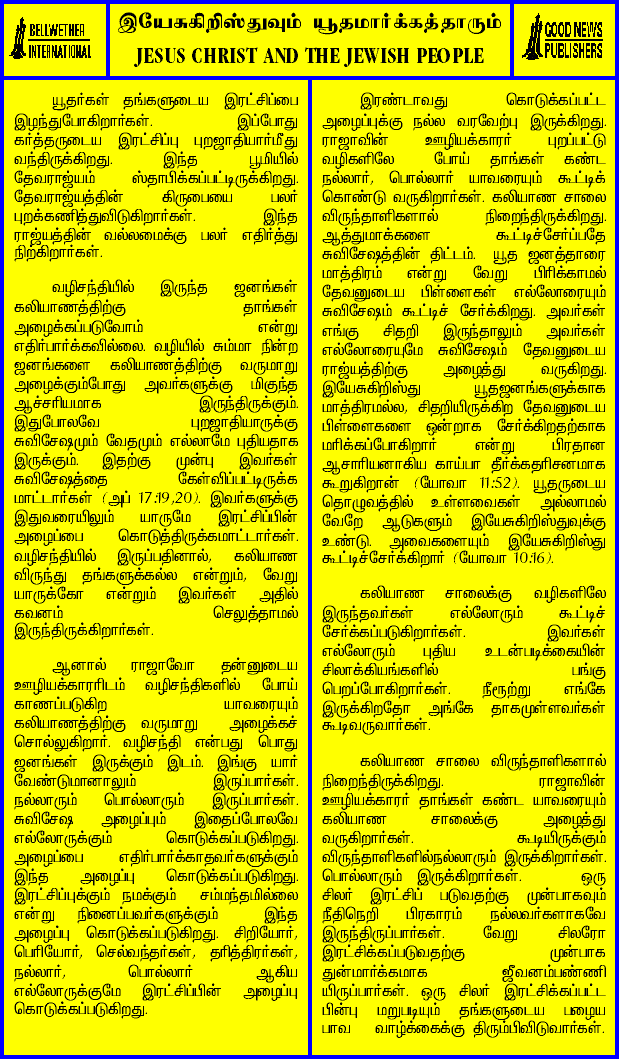 BELLWETHER
INTERNATIONAL
இயேசுகிறிஸ்துவும் யூதமார்க்கத்தாரும்
JESUS CHRIST AND THE JEWISH PEOPLE
GOOD NEWS
PUBLISHERS
யூதர்கள் தங்களுடைய இரட்சிப்பை
இழந்துபோகிறார்கள். இப்போது
கர்த்தருடைய இரட்சிப்பு புறஜாதியார்மீது
வந்திருக்கிறது. இந்த பூமியில்
தேவராஜ்யம் ஸ்தாபிக்கப்பட்டிருக்கிறது.
தேவராஜ்யத்தின் கிருபையை பலர்
புறக்கணித்துவிடுகிறார்கள். இந்த
ராஜ்யத்தின் வல்லமைக்கு பலர் எதிர்த்து
நிற்கிறார்கள்.
வழிசந்தியில் இருந்த ஜனங்கள்
கலியாணத்திற்கு தாங்கள்
அழைக்கப்படுவோம் என்று
எதிர்பார்க்கவில்லை. வழியில் சும்மா நின்ற
ஜனங்களை கலியாணத்திற்கு வருமாறு
அழைக்கும்போது அவர்களுக்கு மிகுந்த
ஆச்சரியமாக இருந்திருக்கும்.
இதுபோலவே புறஜாதியாருக்கு
சுவிசேஷமும் வேதமும் எல்லாமே புதியதாக
இருக்கும். இதற்கு முன்பு இவர்கள்
சுவிசேஷத்தை கேள்விப்பட்டிருக்க
மாட்டார்கள் (அப் 17:19,20). இவர்களுக்கு
இதுவரையிலும் யாருமே இரட்சிப்பின்
அழைப்பை கொடுத்திருக்கமாட்டார்கள்.
வழிசந்தியில் இருப்பதினால், கலியாண
விருந்து தங்களுக்கல்ல என்றும், வேறு
யாருக்கோ என்றும் இவர்கள் அதில்
கவனம் செலுத்தாமல்
இருந்திருக்கிறார்கள்.
ஆனால் ராஜாவோ தன்னுடைய
ஊழியக்காரரிடம் வழிசந்திகளில் போய்
காணப்படுகிற யாவரையும்
கலியாணத்திற்கு வருமாறு அழைக்கச்
சொல்லுகிறார். வழிசந்தி என்பது பொது
ஜனங்கள் இருக்கும் இடம். இங்கு யார்
வேண்டுமானாலும் இருப்பார்கள்.
நல்லாரும் பொல்லாரும் இருப்பார்கள்.
சுவிசேஷ அழைப்பும் இதைப்போலவே
எல்லோருக்கும் கொடுக்கப்படுகிறது.
அழைப்பை எதிர்பார்க்காதவர்களுக்கும்
இந்த அழைப்பு கொடுக்கப்படுகிறது.
இரட்சிப்புக்கும் நமக்கும் சம்மந்தமில்லை
என்று நினைப்பவர்களுக்கும் இந்த
அழைப்பு கொடுக்கப்படுகிறது. சிறியோர்,
பெரியோர், செல்வந்தர்கள், தரித்திரர்கள்,
நல்லார், பொல்லார் ஆகிய
எல்லோருக்குமே இரட்சிப்பின் அழைப்பு
கொடுக்கப்படுகிறது.
இரண்டாவது கொடுக்கப்பட்ட
அழைப்புக்கு நல்ல வரவேற்பு இருக்கிறது.
ராஜாவின் ஊழியக்காரர் புறப்பட்டு
வழிகளிலே போய் தாங்கள் கண்ட
நல்லார், பொல்லார் யாவரையும் கூட்டிக்
கொண்டு வருகிறார்கள். கலியாண சாலை
விருந்தாளிகளால் நிறைந்திருக்கிறது.
ஆத்துமாக்களை கூட்டிச்சேர்ப்பதே
சுவிசேஷத்தின் திட்டம். யூத ஜனத்தாரை
மாத்திரம் என்று வேறு பிரிக்காமல்
தேவனுடைய பிள்ளைகள் எல்லோரையும்
சுவிசேஷம் கூட்டிச் சேர்க்கிறது. அவர்கள்
எங்கு சிதறி இருந்தாலும் அவர்கள்
எல்லோரையுமே சுவிசேஷம் தேவனுடைய
ராஜ்யத்திற்கு அழைத்து வருகிறது.
இயேசுகிறிஸ்து யூதஜனங்களுக்காக
மாத்திரமல்ல, சிதறியிருக்கிற தேவனுடைய
பிள்ளைகளை ஒன்றாக சேர்க்கிறதற்காக
மரிக்கப்போகிறார் என்று பிரதான
ஆசாரியனாகிய காய்பா தீர்க்கதரிசனமாக
கூறுகிறான் (யோவா 11:52). யூதருடைய
தொழுவத்தில் உள்ளவைகள் அல்லாமல்
வேறே ஆடுகளும் இயேசுகிறிஸ்துவுக்கு
உண்டு. அவைகளையும் இயேசுகிறிஸ்து
கூட்டிச்சேர்க்கிறார் (யோவா 10:16).
கலியாண சாலைக்கு வழிகளிலே
இருந்தவர்கள் எல்லோரும் கூட்டிச்
சேர்க்கப்படுகிறார்கள். இவர்கள்
எல்லோரும் புதிய உடன்படிக்கையின்
சிலாக்கியங்களில் பங்கு
பெறப்போகிறார்கள். நீரூற்று எங்கே
இருக்கிறதோ அங்கே தாகமுள்ளவர்கள்
கூடிவருவார்கள்.
கலியாண சாலை விருந்தாளிகளால்
நிறைந்திருக்கிறது. ராஜாவின்
ஊழியக்காரர் தாங்கள் கண்ட யாவரையும்
கலியாண சாலைக்கு அழைத்து
வருகிறார்கள். கூடியிருக்கும்
விருந்தாளிகளில்நல்லாரும் இருக்கிறார்கள்.
பொல்லாரும் இருக்கிறார்கள். ஒரு
சிலர் இரட்சிப் படுவதற்கு முன்பாகவும்
நீதிநெறி பிரகாரம் நல்லவர்களாகவே
இருந்திருப்பார்கள். வேறு சிலரோ
இரட்சிக்கப்படுவதற்கு முன்பாக
துன்மார்க்கமாக ஜீவனம்பண்ணி
யிருப்பார்கள். ஒரு சிலர் இரட்சிக்கப்பட்ட
பின்பு மறுபடியும் தங்களுடைய பழைய
பாவ வாழ்க்கைக்கு திரும்பிவிடுவார்கள்.